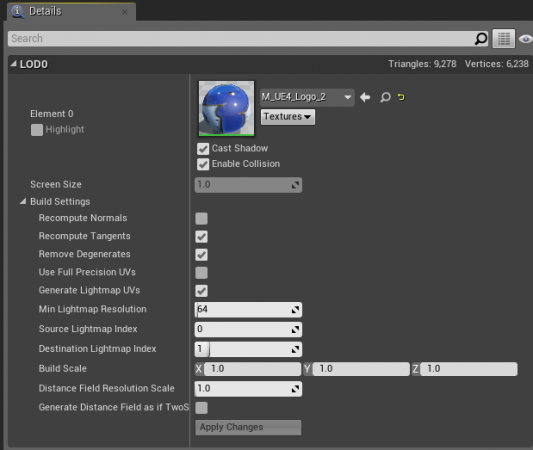 Details
Search
LOD0 Triangles: 9,278 Vertices: 6,238
Element 0
Highlight
M_UE4_Logo_2
Textures
Cast Shadow
Enable Collision
Screen Size 1.0
Build Settings
Recompute Normals
Recompute Tangents
Remove Degenerates
Use Full Precision UVs
Generate Lightmap UVs
Min Lightmap Resolution 64
Source Lightmap Index 0
Destination Lightmap Index 1
Build Scale X 1.0 Y 1.0 Z 1.0
Distance Field Resolution Scale 1.0
Generate Distance Field as if TwoS
Apply Changes